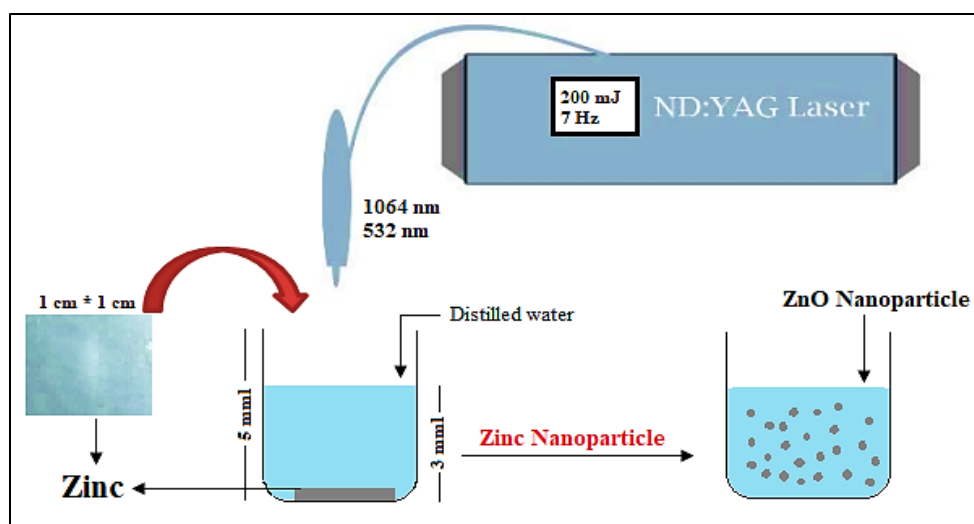 200 mJ
7 Hz
ND:YAG Laser
1064 nm
532 nm
1 cm * 1 cm
Distilled water
ZnO Nanoparticle
5 mml
3 mml
Zinc Nanoparticle
Zinc